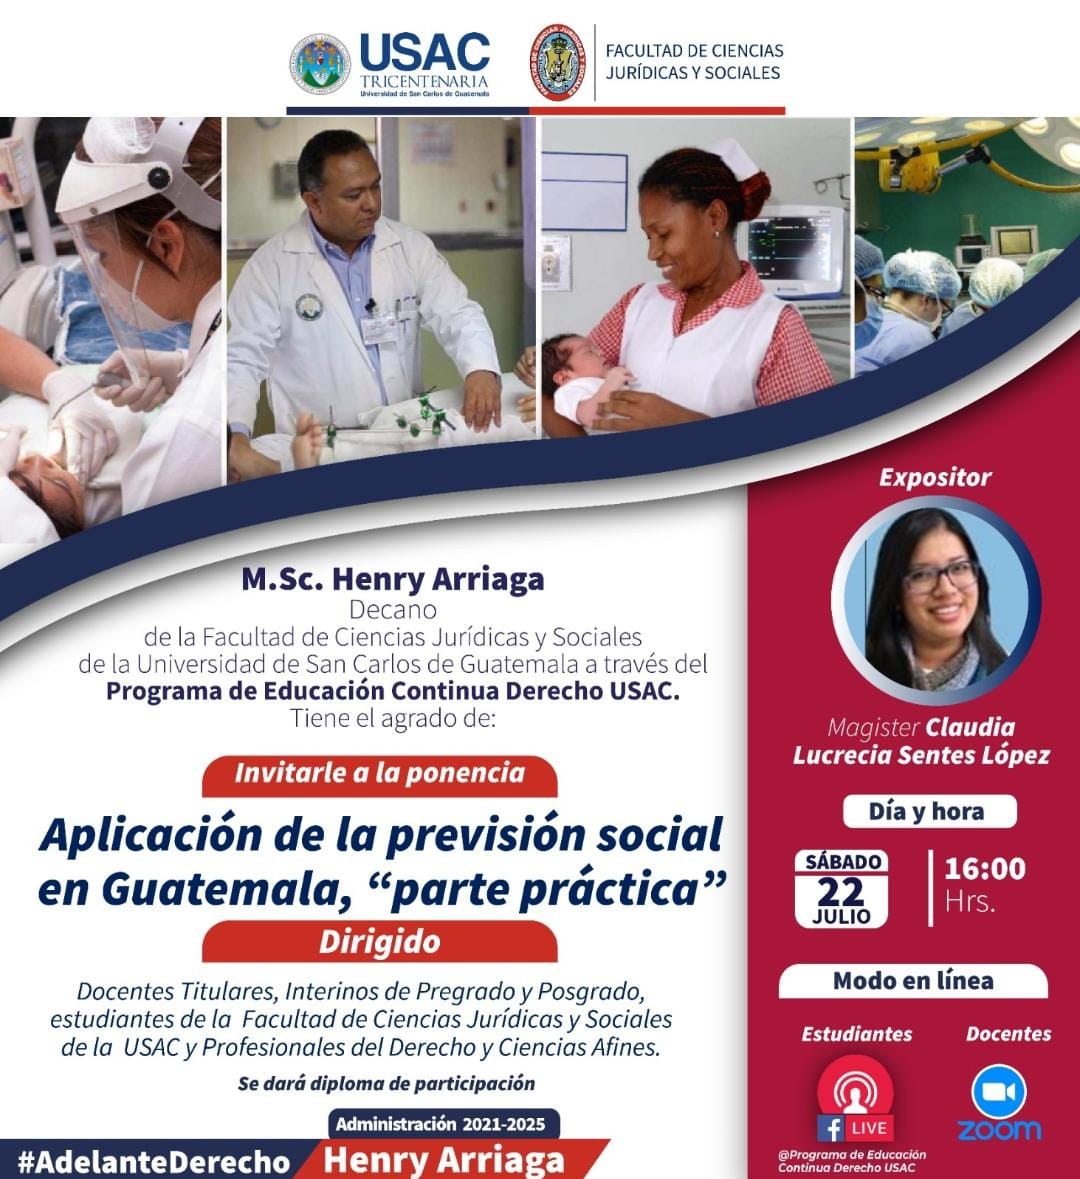 USAC
TRICENTENARIA
Universidad de San Carlos de Guatemala
FACULTAD DE CIENCIAS
JURÍDICAS Y SOCIALES
M.Sc. Henry Arriaga
Decano
de la Facultad de Ciencias Jurídicas y Sociales
de la Universidad de San Carlos de Guatemala a través del
Programa de Educación Continua Derecho USAC.
Tiene el agrado de:
Invitarle a la ponencia
Aplicación de la previsión social
en Guatemala, “parte práctica”
Dirigido
Docentes Titulares, Interinos de Pregrado y Posgrado,
estudiantes de la Facultad de Ciencias Jurídicas y Sociales
de la USAC y Profesionales del Derecho y Ciencias Afines.
Se dará diploma de participación
Administración 2021-2025
#AdelanteDerecho
Henry Arriaga
Expositor
Magister Claudia
Lucrecia Sentes López
Día y hora
SÁBADO
22
JULIO
16:00
Hrs.
Modo en línea
Estudiantes
Docentes
f LIVE
zoom
@Programa de Educación
Continua Derecho USAC